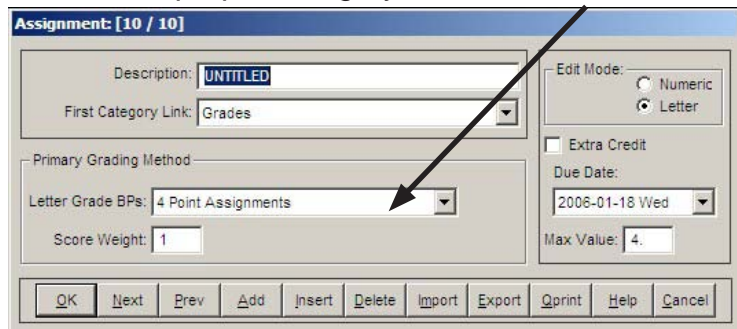 Assignment: [10 / 10]
Description: UNTITLED
First Category Link: Grades
Edit Mode:
Numeric
Letter
Extra Credit
Due Date:
2006-01-18 Wed
Max Value: 4.
Primary Grading Method
Letter Grade BPs: 4 Point Assignments
Score Weight: 1
OK Next Prev Add Insert Delete Import Export Qprint Help Cancel